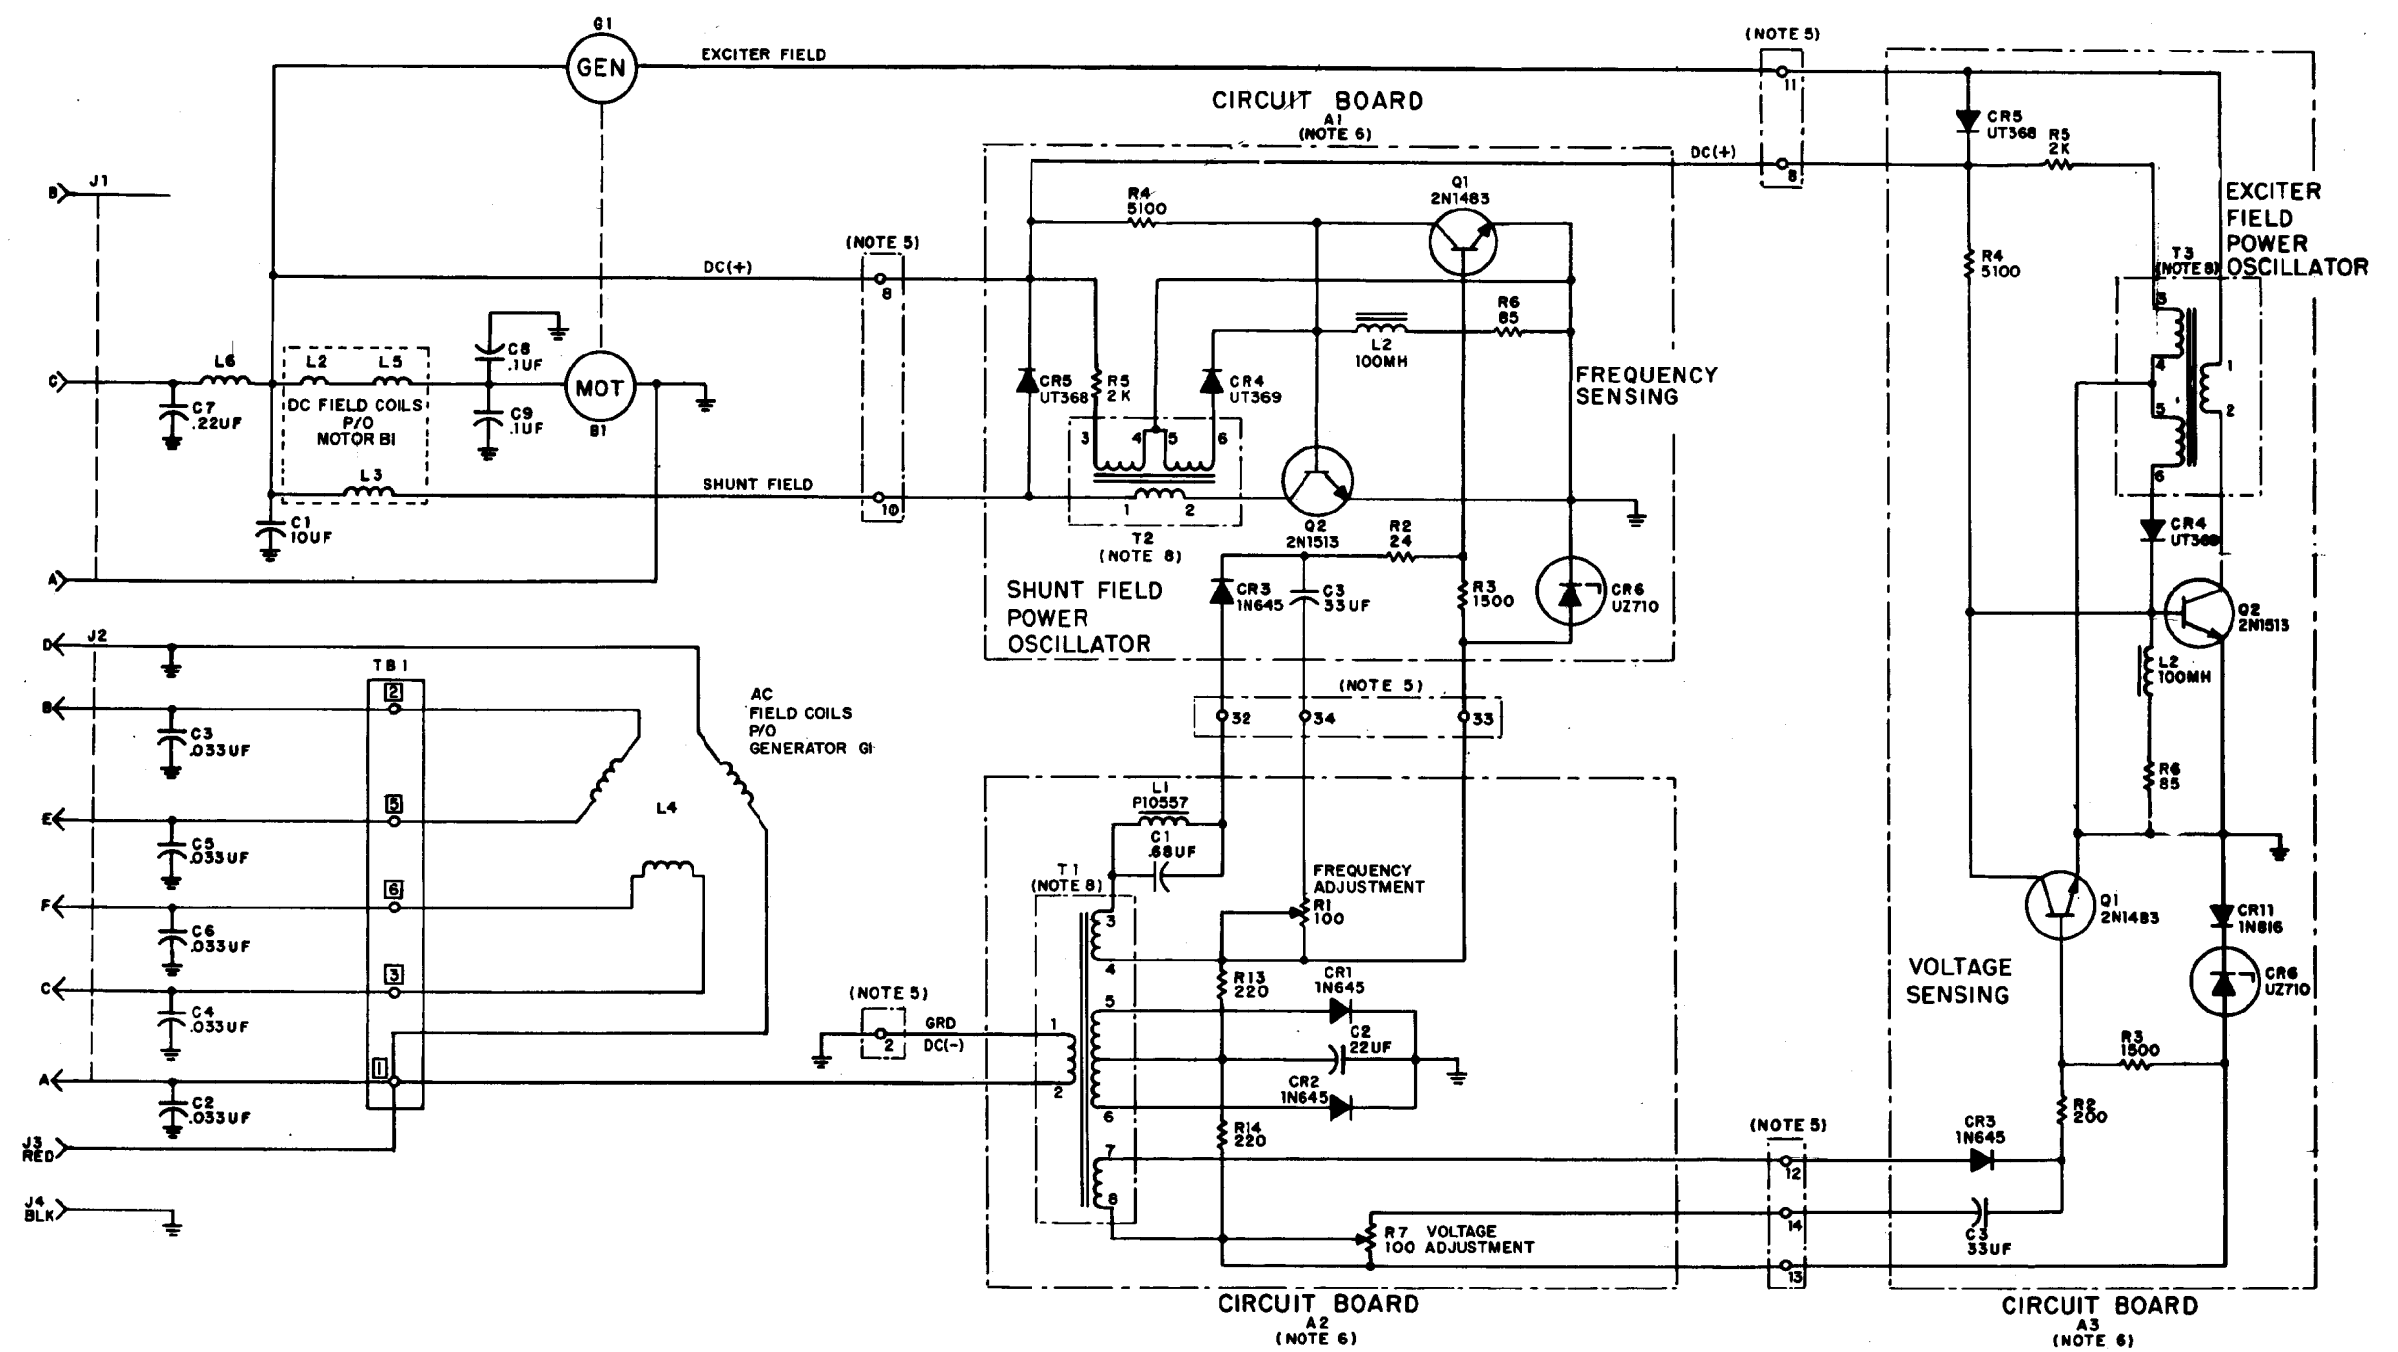 G1
GEN
EXCITER FIELD
(NOTE 5)
11
CIRCUIT BOARD
A1
(NOTE 6)
DC(+)
8
CR5
UT368
R5
2K
EXCITER
FIELD
POWER
OSCILLATOR
B
J1
R4
5100
Q1
2N1483
(NOTE 5)
DC(+)
8
R4
5100
T3
(NOTE 8)
3
4
5
6
1
2
L6
C
C7
.22UF
L2
L5
DC FIELD COILS
P/O
MOTOR B1
L3
C8
.1UF
C9
.1UF
MOT
B1
CR5
UT368
R5
2K
CR4
UT369
R6
85
L2
100MH
FREQUENCY
SENSING
3
4
5
6
1
2
T2
(NOTE 8)
SHUNT FIELD
10
C1
10UF
A
Q2
2N1513
R2
24
CR3
1N645
C3
33UF
R3
1500
CR6
UZ710
SHUNT FIELD
POWER
OSCILLATOR
CR4
Q2
2N1513
L2
100MH
R6
85
D
J2
TB1
2
B
C3
.033UF
AC
FIELD COILS
P/O
GENERATOR G1
(NOTE 5)
32
34
33
5
E
C5
.033UF
L4
L1
P10557
C1
.68UF
6
F
C6
.033UF
T1
(NOTE 8)
3
4
FREQUENCY
ADJUSTMENT
R1
100
Q1
2N1483
CR11
1N816
3
C
C4
.033UF
(NOTE 5)
2
GRD
DC(-)
1
2
5
6
R13
220
CR1
1N645
C2
22UF
CR2
1N645
VOLTAGE
SENSING
CR6
UZ710
R3
1500
1
A
C2
.033UF
R14
220
7
8
(NOTE 5)
12
14
13
CR3
1N645
R2
200
C3
33UF
J3
RED
J4
BLK
R7 VOLTAGE
100 ADJUSTMENT
CIRCUIT BOARD
A2
(NOTE 6)
CIRCUIT BOARD
A3
(NOTE 6)